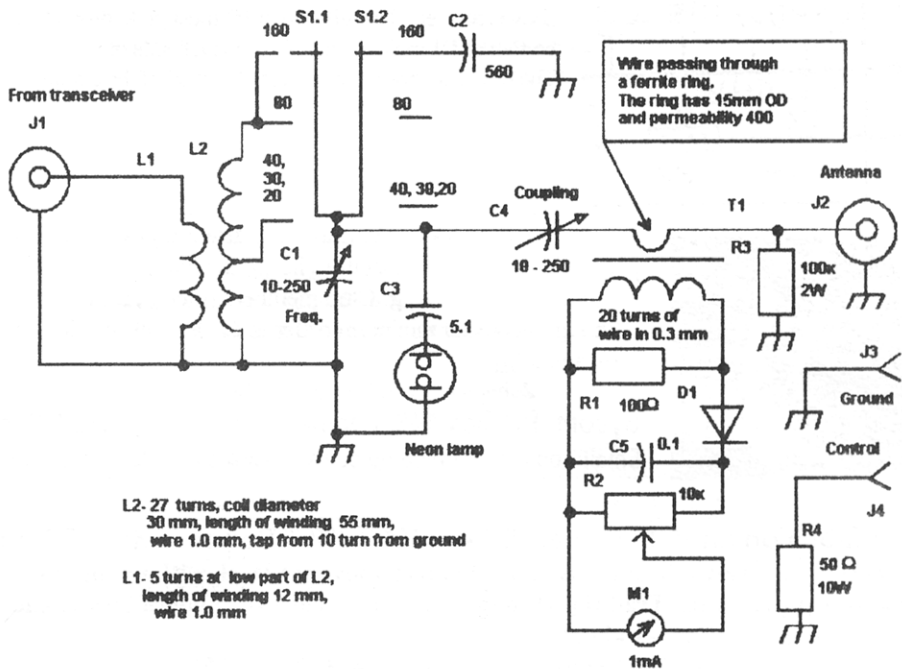 160
S1.1
S1.2
160
C2
560
Wire passing through
a ferrite ring.
The ring has 15mm OD
and permeability 400
From transceiver
J1
L1
L2
80
80
40,
30,
20
40, 30,20
C1
10-250
Freq.
C3
5.1
Neon lamp
Coupling
C4
10 - 250
T1
Antenna
J2
R3
100к
2W
20 turns of
wire in 0.3 mm
R1
100Ω
D1
C5
0.1
R2
10к
M1
1mA
J3
Ground
Control
J4
R4
50 Ω
10W
L2- 27 turns, coil diameter
30 mm, length of winding 55 mm,
wire 1.0 mm, tap from 10 turn from ground
L1- 5 turns at low part of L2,
length of winding 12 mm,
wire 1.0 mm